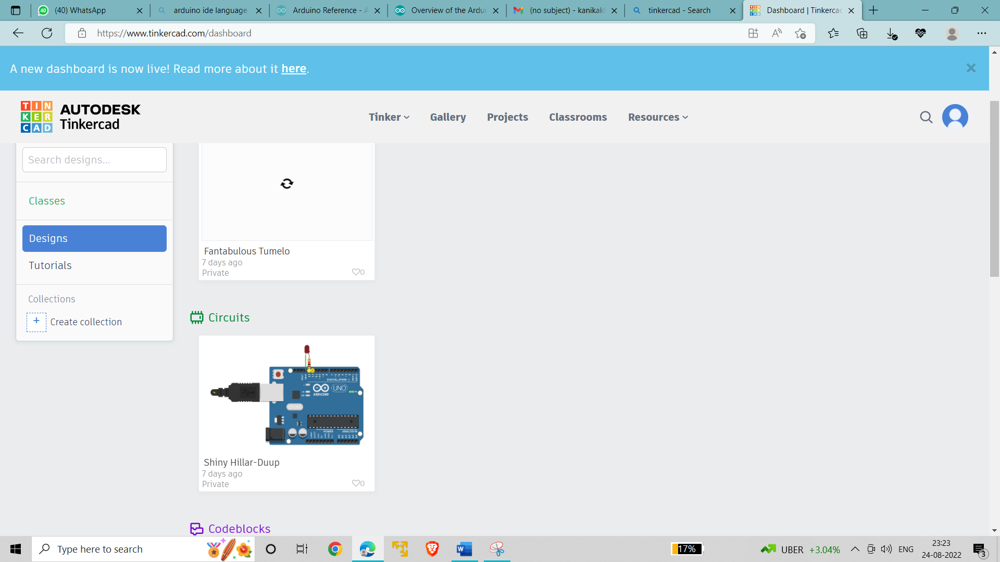 40 (40) WhatsApp
arduino ide language
Arduino Reference - A
Overview of the Ardui
(no subject) - kanikakl
tinkercad - Search
Dashboard | Tinkercad
https://www.tinkercad.com/dashboard
A new dashboard is now live! Read more about it here.
TIN
KER
CAD
AUTODESK
Tinkercad
Tinker
Gallery
Projects
Classrooms
Resources
Search designs...
Classes
Designs
Tutorials
Collections
+ Create collection
Fantabulous Tumelo
7 days ago
Private
0
Circuits
DIGITAL (PWM~)
UNO
ARDUINO
POWER
ANALOG IN
Shiny Hillar-Duup
7 days ago
Private
0
Codeblocks
Type here to search
17%
UBER +3.04%
ENG
23:23
24-08-2022
3